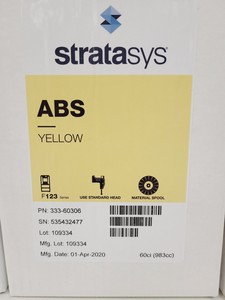 stratasys
ABS
YELLOW
F123 Series
USE STANDARD HEAD
MATERIAL SPOOL
PN: 333-60306
SN: 535432477
Lot: 109334
Mfg. Lot: 109334
Mfg. Date: 01-Apr-2020 60ci (983cc)